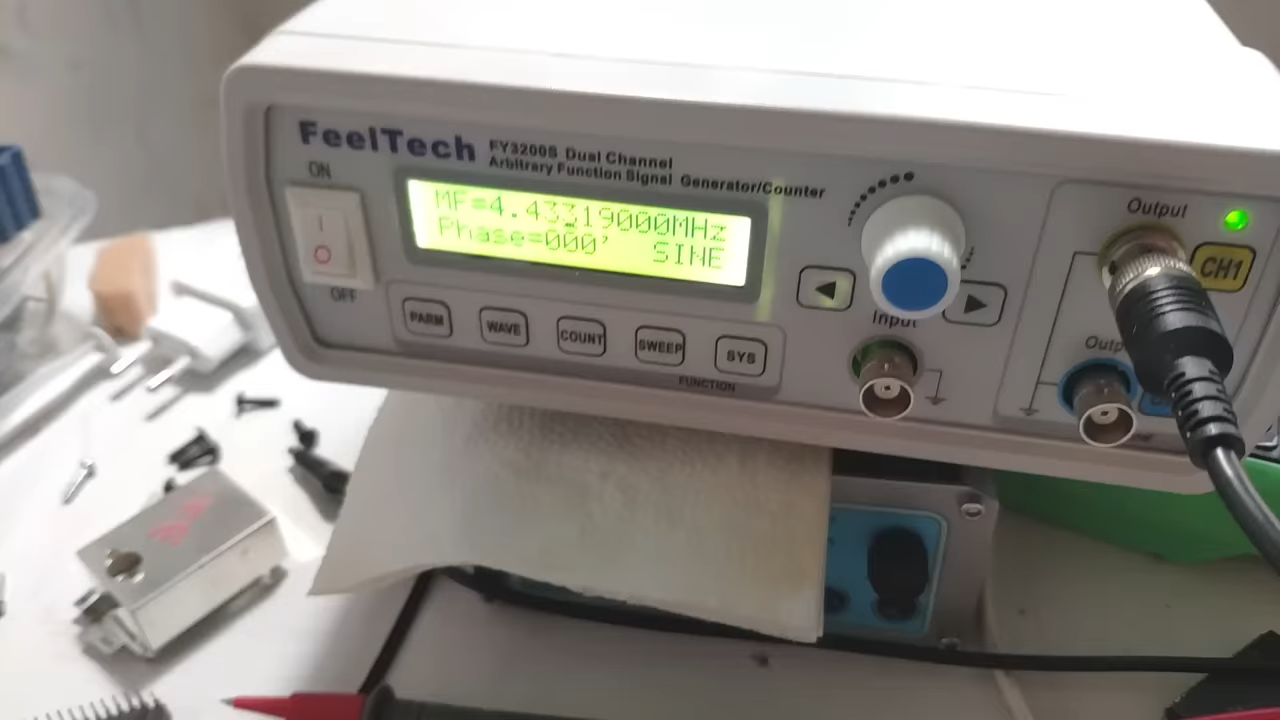 FeelTech
FY3200S Dual Channel
Arbitrary Function Signal Generator/Counter
ON
OFF
MF=4.43319000MHz
Phase=000' SINE
PARM
WAVE
COUNT
SWEEP
SYS
FUNCTION
Input
Output
CH1